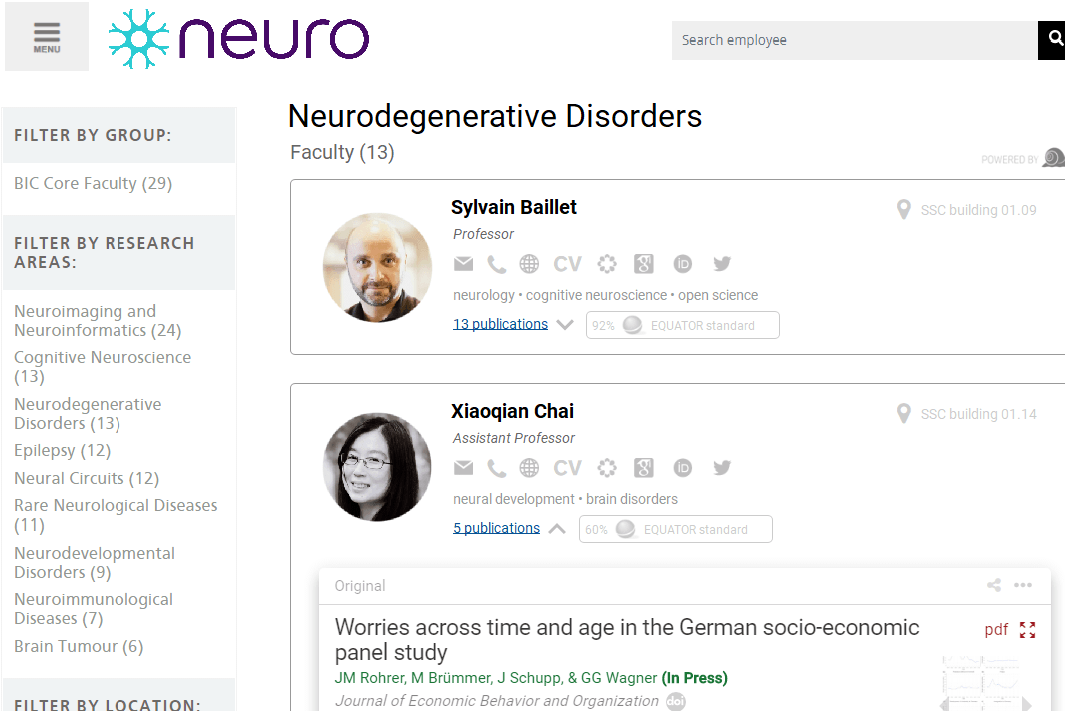 MENU
neuro
Search employee
FILTER BY GROUP:
BIC Core Faculty (29)
FILTER BY RESEARCH
AREAS:
Neuroimaging and
Neuroinformatics (24)
Cognitive Neuroscience
(13)
Neurodegenerative
Disorders (13)
Epilepsy (12)
Neural Circuits (12)
Rare Neurological Diseases
(11)
Neurodevelopmental
Disorders (9)
Neuroimmunological
Diseases (7)
Brain Tumour (6)
FILTER BY LOCATION:
Neurodegenerative Disorders
Faculty (13)
POWERED BY
Sylvain Baillet
SSC building 01.09
Professor
CV
iD
neurology • cognitive neuroscience • open science
13 publications
92% EQUATOR standard
Xiaoqian Chai
SSC building 01.14
Assistant Professor
CV
iD
neural development • brain disorders
5 publications
60% EQUATOR standard
Original
Worries across time and age in the German socio-economic
panel study
pdf
JM Rohrer, M Brümmer, J Schupp, & GG Wagner (In Press)
Journal of Economic Behavior and Organization doi